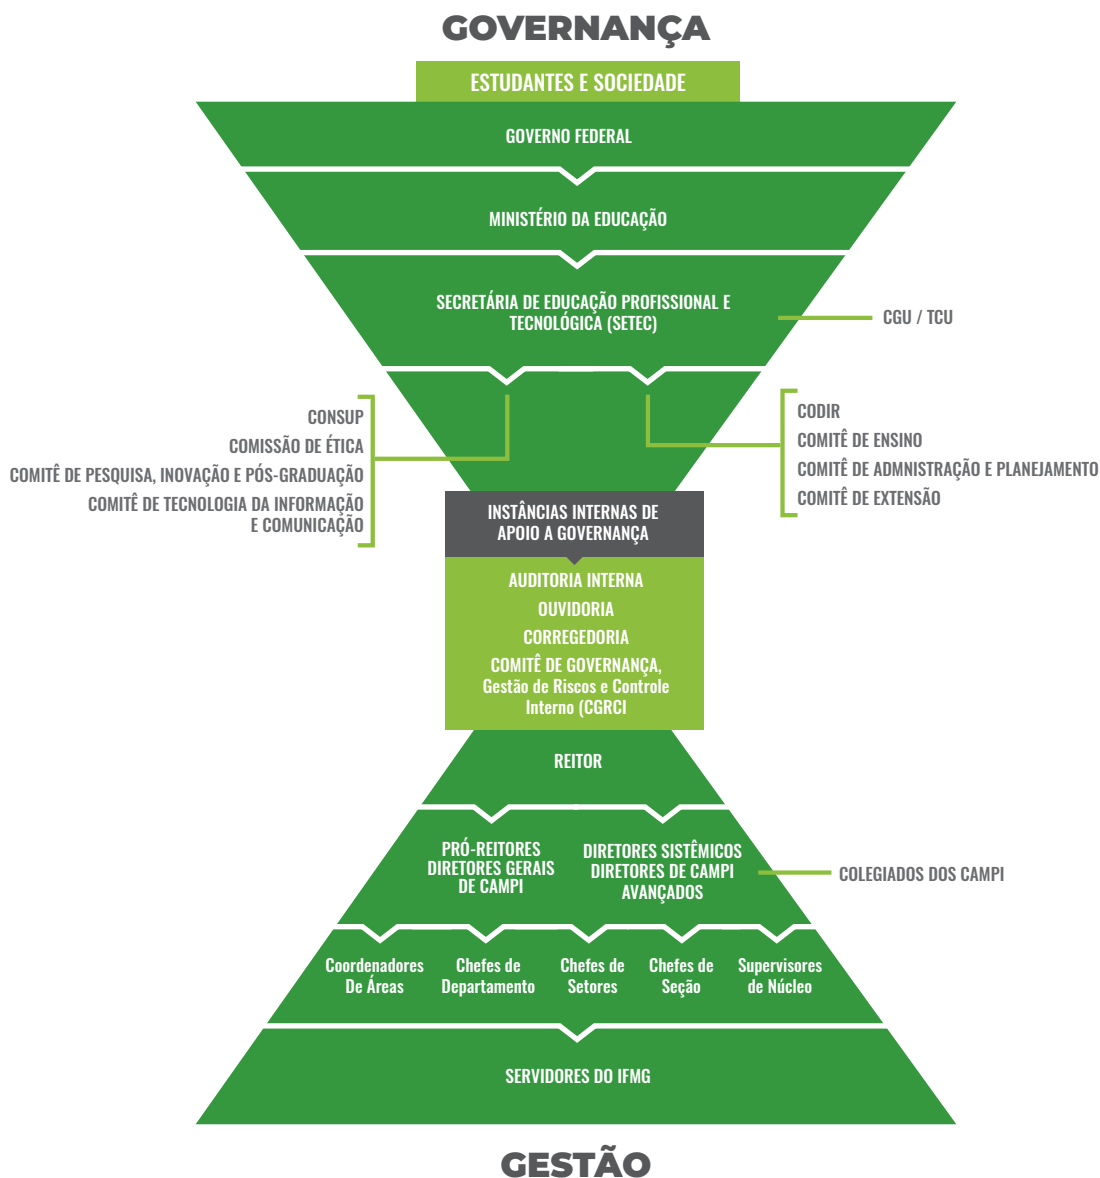 GOVERNANÇA
ESTUDANTES E SOCIEDADE
GOVERNO FEDERAL
MINISTÉRIO DA EDUCAÇÃO
SECRETÁRIA DE EDUCAÇÃO PROFISSIONAL E
TECNOLÓGICA (SETEC)
CGU / TCU
CONSUP
COMISSÃO DE ÉTICA
COMITÊ DE PESQUISA, INOVAÇÃO E PÓS-GRADUAÇÃO
COMITÊ DE TECNOLOGIA DA INFORMAÇÃO
E COMUNICAÇÃO
CODIR
COMITÊ DE ENSINO
COMITÊ DE ADMNISTRAÇÃO E PLANEJAMENTO
COMITÊ DE EXTENSÃO
INSTÂNCIAS INTERNAS DE
APOIO A GOVERNANÇA
AUDITORIA INTERNA
OUVIDORIA
CORREGEDORIA
COMITÊ DE GOVERNANÇA,
Gestão de Riscos e Controle
Interno (CGRCI
REITOR
PRÓ-REITORES
DIRETORES GERAIS
DE CAMPI
DIRETORES SISTÊMICOS
DIRETORES DE CAMPI
AVANÇADOS
COLEGIADOS DOS CAMPI
Coordenadores
De Áreas
Chefes de
Departamento
Chefes de
Setores
Chefes de
Seção
Supervisores
de Núcleo
SERVIDORES DO IFMG
GESTÃO